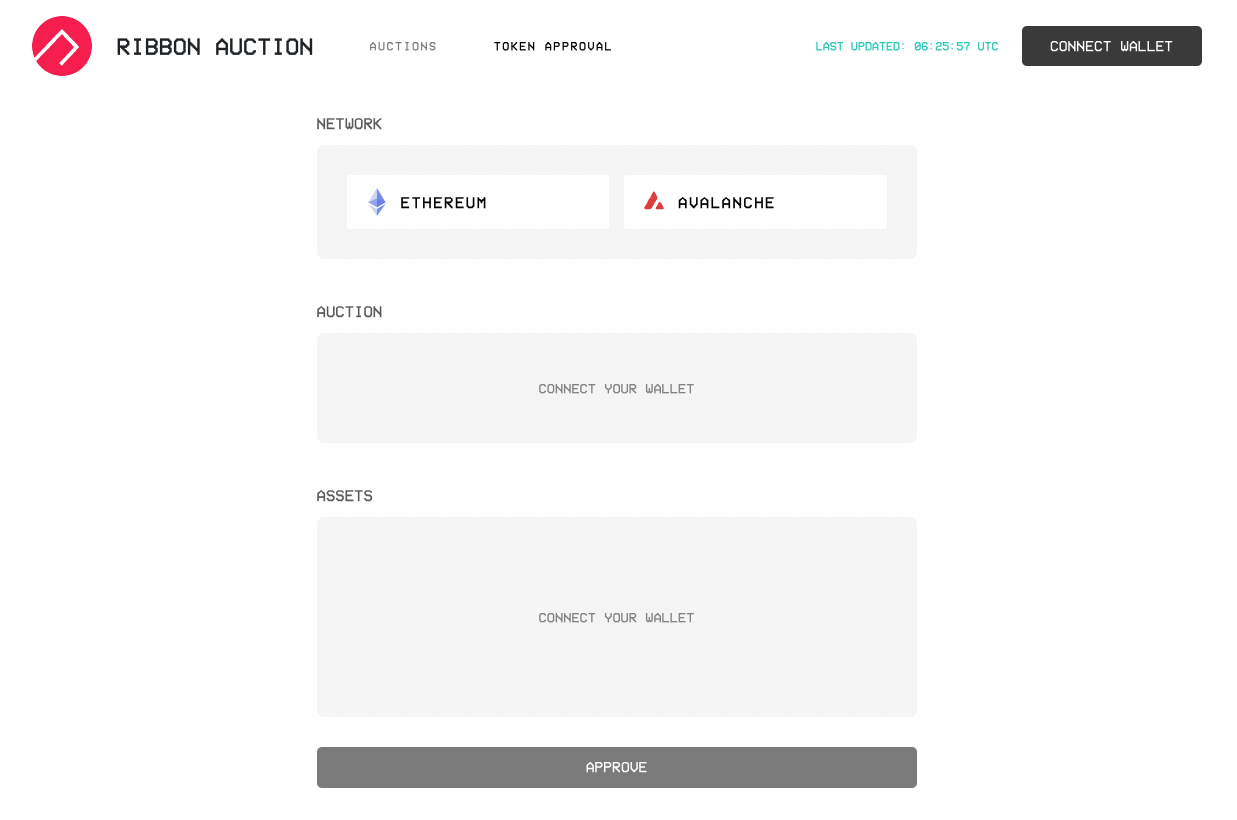 RIBBON AUCTION
AUCTIONS
TOKEN APPROVAL
LAST UPDATED: 06:25:57 UTC
CONNECT WALLET
NETWORK
ETHEREUM
AVALANCHE
AUCTION
CONNECT YOUR WALLET
ASSETS
CONNECT YOUR WALLET
APPROVE